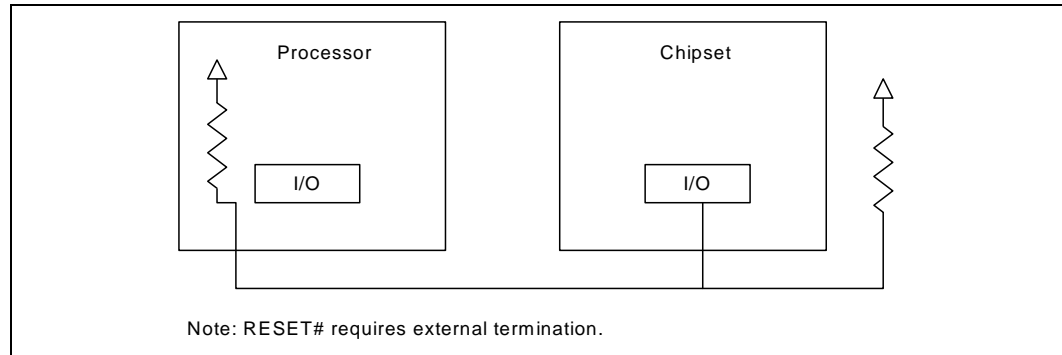 Processor
Chipset
I/O
I/O
Note: RESET# requires external termination.